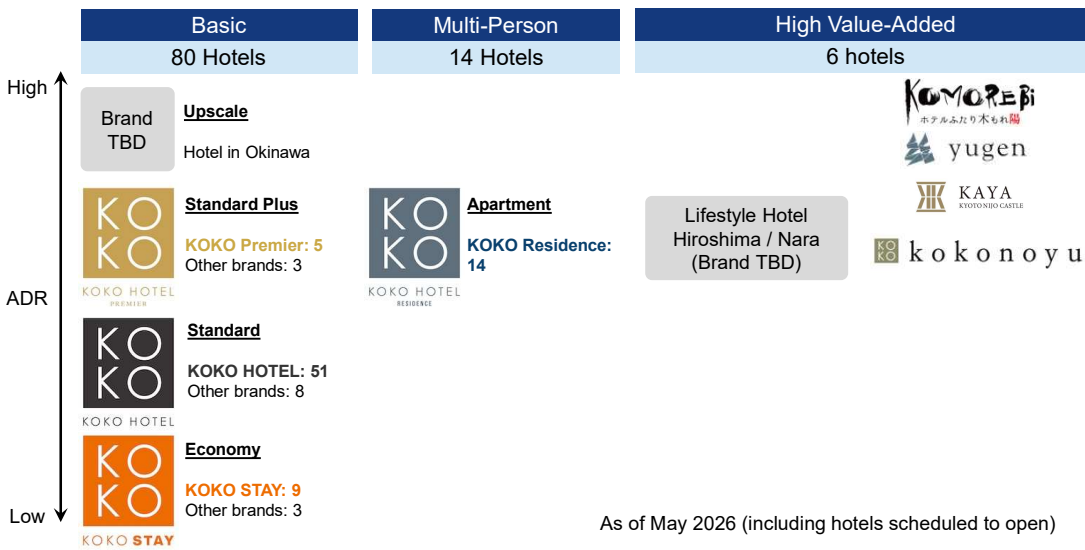 Basic
Multi-Person
High Value-Added
80 Hotels
14 Hotels
6 hotels
High
ADR
Low
Brand
TBD
Upscale
Hotel in Okinawa
KO
KO
KOKO HOTEL
PREMIER
Standard Plus
KOKO Premier: 5
Other brands: 3
KO
KO
KOKO HOTEL
Standard
KOKO HOTEL: 51
Other brands: 8
KO
KO
KOKO STAY
Economy
KOKO STAY: 9
Other brands: 3
KO
KO
KOKO HOTEL
RESIDENCE
Apartment
KOKO Residence:
14
Lifestyle Hotel
Hiroshima / Nara
(Brand TBD)
KOMOREBi
ホテルふたり木もれ陽
yugen
KAYA
KYOTO NIJO CASTLE
KO
KO
kokonoyu
As of May 2026 (including hotels scheduled to open)